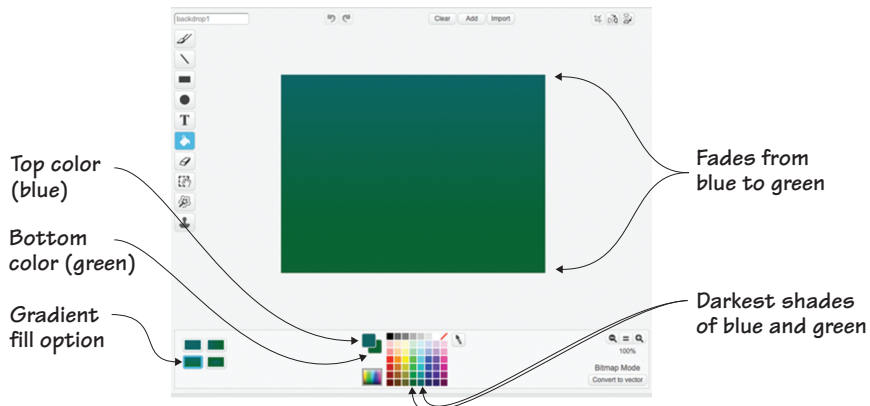 backdrop1
Clear
Add
Import
T
Top color
(blue)
Bottom
color (green)
Gradient
fill option
Fades from
blue to green
Darkest shades
of blue and green
100%
Bitmap Mode
Convert to vector